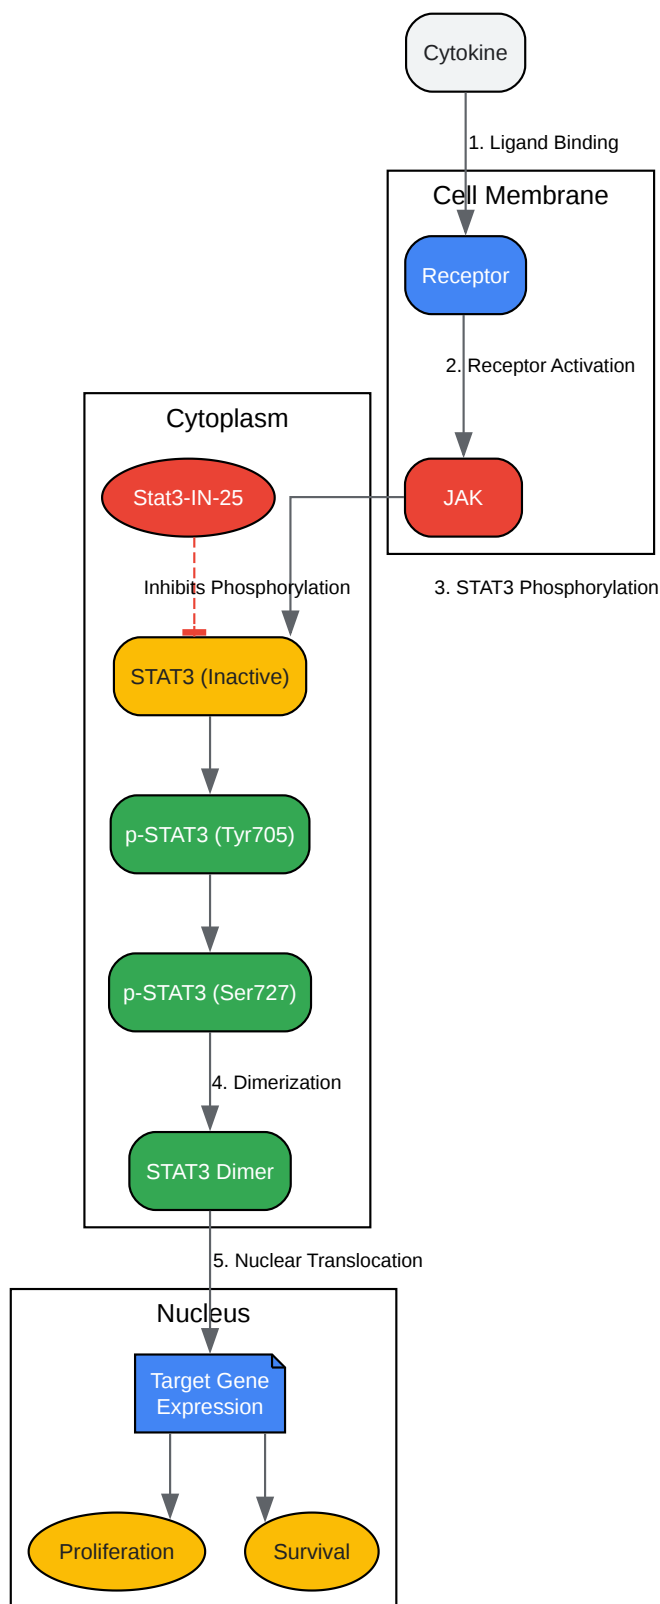 Cytokine
1. Ligand Binding
Cell Membrane
Receptor
2. Receptor Activation
Cytoplasm
Stat3-IN-25
JAK
Inhibits Phosphorylation
3. STAT3 Phosphorylation
STAT3 (Inactive)
p-STAT3 (Tyr705)
p-STAT3 (Ser727)
4. Dimerization
STAT3 Dimer
5. Nuclear Translocation
Nucleus
Target Gene
Expression
Proliferation
Survival